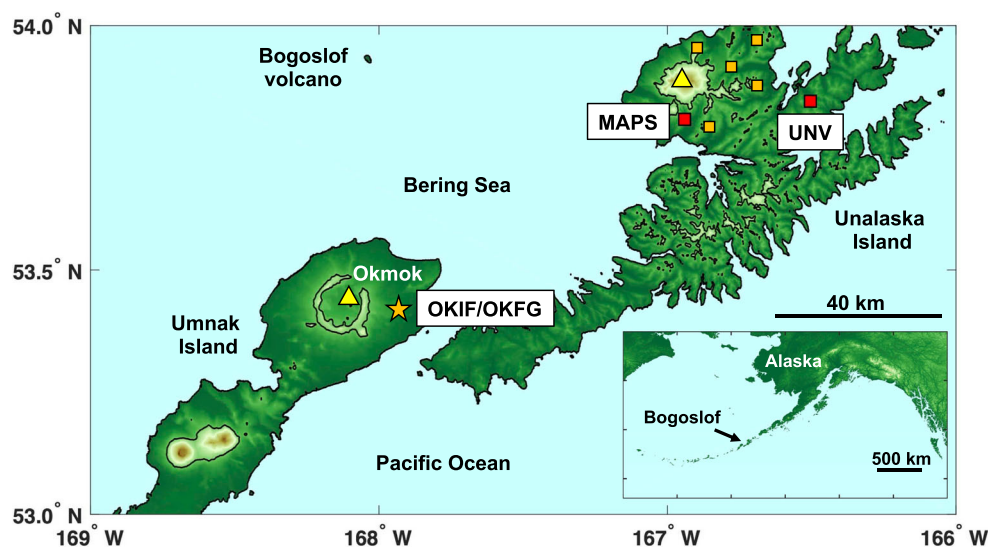 54.0° N
Bogoslof
volcano
MAPS
UNV
Bering Sea
Unalaska
Island
53.5° N
Okmok
OKIF/OKFG
40 km
Umnak
Island
Alaska
Bogoslof
500 km
Pacific Ocean
53.0° N
169° W
168° W
167° W
166° W